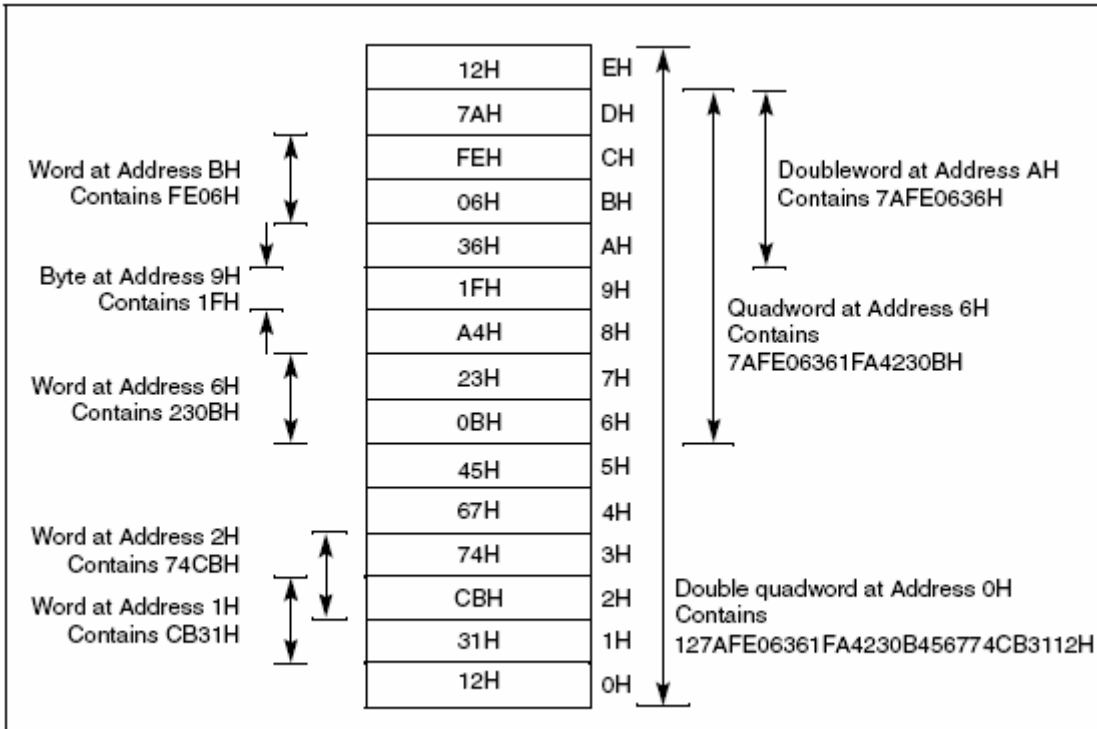 Word at Address BH
Contains FE06H
Byte at Address 9H
Contains 1FH
Word at Address 6H
Contains 230BH
Word at Address 2H
Contains 74CBH
Word at Address 1H
Contains CB31H
12H EH
7AH DH
FEH CH
06H BH
36H AH
1FH 9H
A4H 8H
23H 7H
0BH 6H
45H 5H
67H 4H
74H 3H
CBH 2H
31H 1H
12H 0H
Doubleword at Address AH
Contains 7AFE0636H
Quadword at Address 6H
Contains
7AFE06361FA4230BH
Double quadword at Address 0H
Contains
127AFE06361FA4230B456774CB3112H